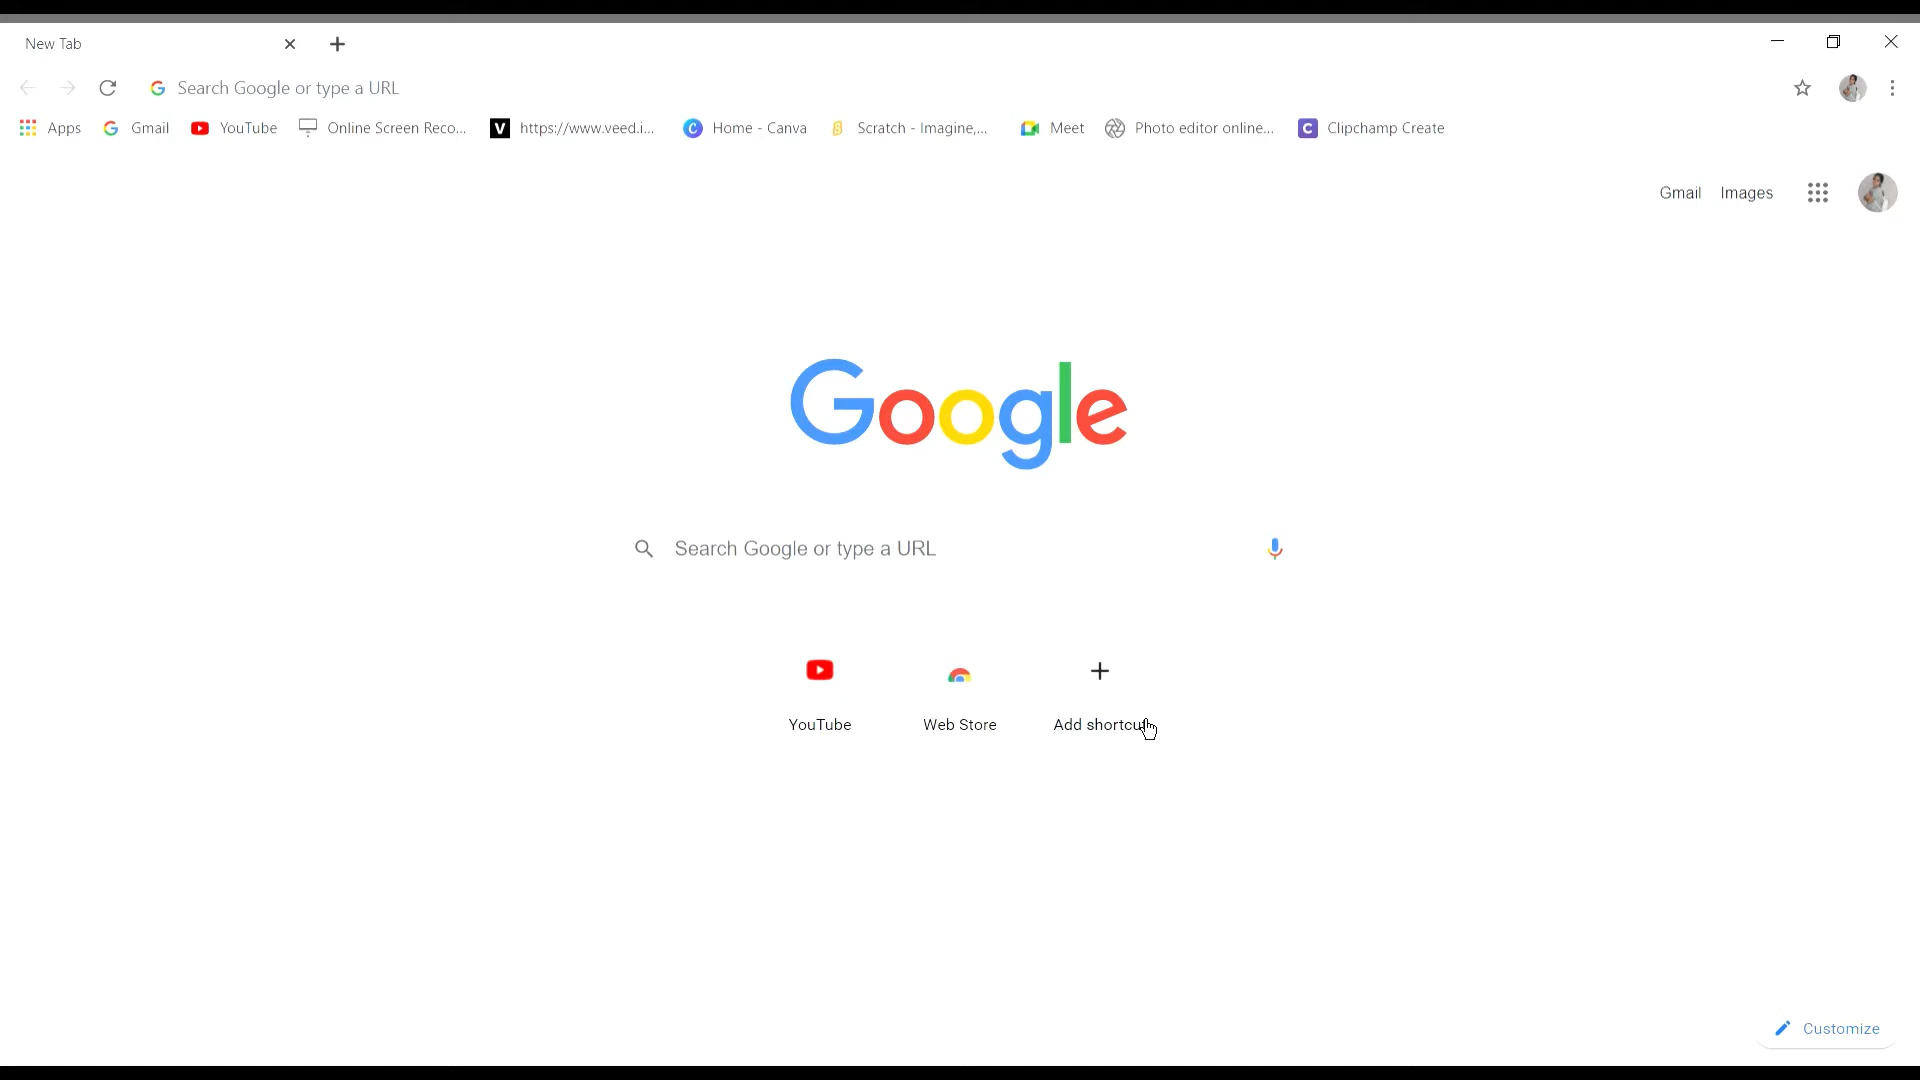 New Tab
Search Google or type a URL
Apps Gmail YouTube Online Screen Reco... V https://www.veed.i... Home - Canva Scratch - Imagine,... Meet Photo editor online... C Clipchamp Create
Gmail Images
Google
Search Google or type a URL
YouTube Web Store Add shortcut
Customize